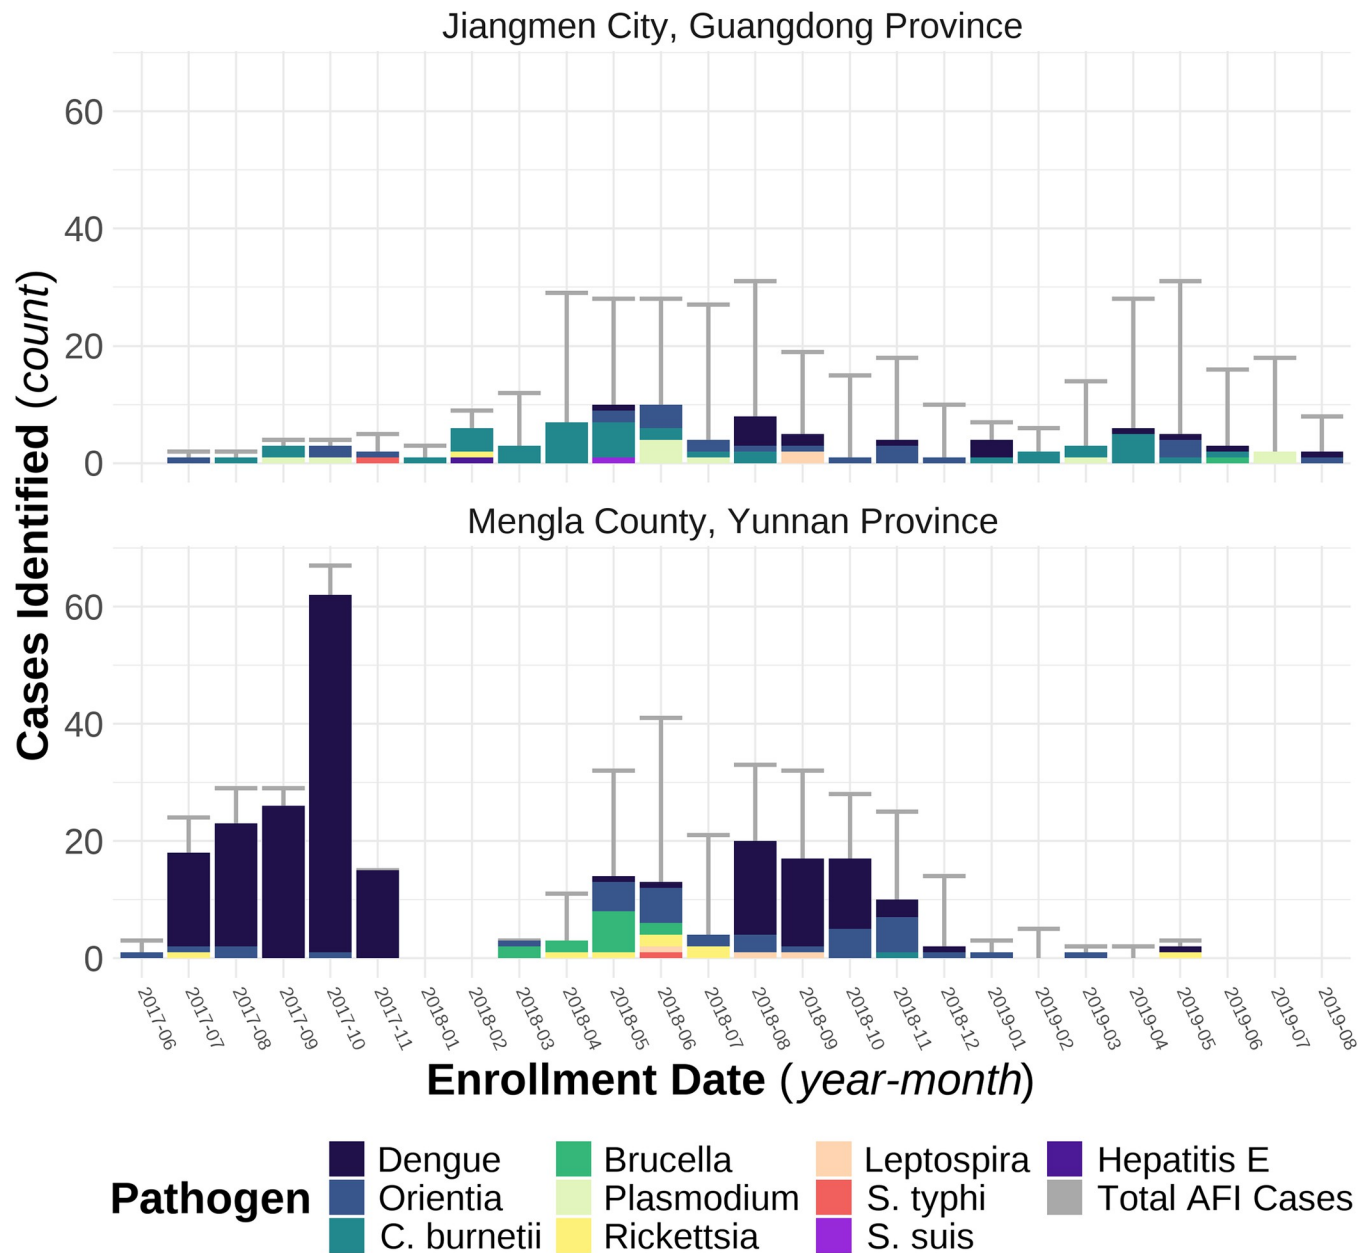 Jiangmen City, Guangdong Province
60
40
20
0
Mengla County, Yunnan Province
60
40
20
0
Cases Identified (count)
2017-06 2017-07 2017-08 2017-09 2017-10 2017-11 2018-01 2018-02 2018-03 2018-04 2018-05 2018-06 2018-07 2018-08 2018-09 2018-10 2018-11 2018-12 2019-01 2019-02 2019-03 2019-04 2019-05 2019-06 2019-07 2019-08
Enrollment Date (year-month)
Pathogen
Dengue Brucella Leptospira Hepatitis E
Orientia Plasmodium S. typhi Total AFI Cases
C. burnetii Rickettsia S. suis